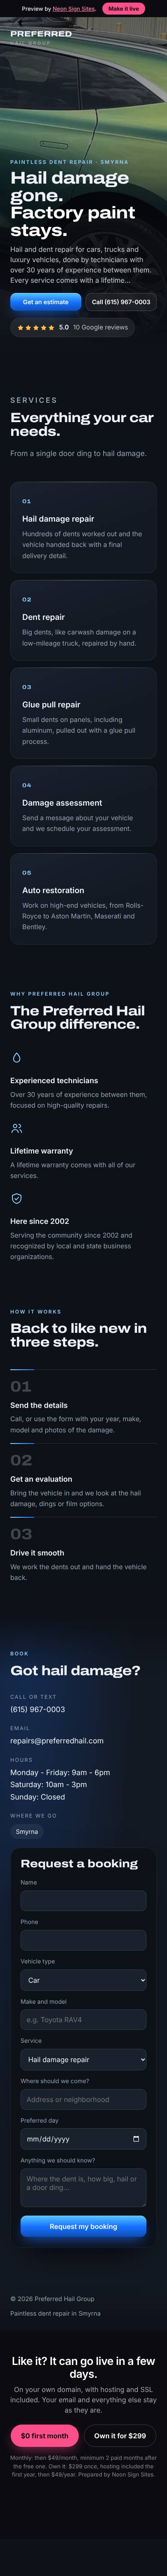 Preview by Neon Sign Sites. Make it live
PREFERRED
HAIL GROUP
PAINTLESS DENT REPAIR · SMYRNA
Hail damage
gone.
Factory paint
stays.
Hail and dent repair for cars, trucks and
luxury vehicles, done by technicians with
over 30 years of experience between them.
Every service comes with a lifetime...
Get an estimate
Call (615) 967-0003
★★★★★ 5.0 10 Google reviews
SERVICES
Everything your car
needs.
From a single door ding to hail damage.
01
Hail damage repair
Hundreds of dents worked out and the
vehicle handed back with a final
delivery detail.
02
Dent repair
Big dents, like carwash damage on a
low-mileage truck, repaired by hand.
03
Glue pull repair
Small dents on panels, including
aluminum, pulled out with a glue pull
process.
04
Damage assessment
Send a message about your vehicle
and we schedule your assessment.
05
Auto restoration
Work on high-end vehicles, from Rolls-
Royce to Aston Martin, Maserati and
Bentley.
WHY PREFERRED HAIL GROUP
The Preferred Hail
Group difference.
Experienced technicians
Over 30 years of experience between them,
focused on high-quality repairs.
Lifetime warranty
A lifetime warranty comes with all of our
services.
Here since 2002
Serving the community since 2002 and
recognized by local and state business
organizations.
HOW IT WORKS
Back to like new in
three steps.
01
Send the details
Call, or use the form with your year, make,
model and photos of the damage.
02
Get an evaluation
Bring the vehicle in and we look at the hail
damage, dings or film options.
03
Drive it smooth
We work the dents out and hand the vehicle
back.
BOOK
Got hail damage?
CALL OR TEXT
(615) 967-0003
EMAIL
repairs@preferredhail.com
HOURS
Monday - Friday: 9am - 6pm
Saturday: 10am - 3pm
Sunday: Closed
WHERE WE GO
Smyrna
Request a booking
Name
Phone
Vehicle type
Car
Make and model
e.g. Toyota RAV4
Service
Hail damage repair
Where should we come?
Address or neighborhood
Preferred day
mm/dd/yyyy
Anything we should know?
Where the dent is, how big, hail or
a door ding...
Request my booking
© 2026 Preferred Hail Group
Paintless dent repair in Smyrna
Like it? It can go live in a few
days.
On your own domain, with hosting and SSL
included. Your email and everything else stay
as they are.
$0 first month
Own it for $299
Monthly: then $49/month, minimum 2 paid months after
the free one. Own it: $299 once, hosting included the
first year, then $49/year. Prepared by Neon Sign Sites.